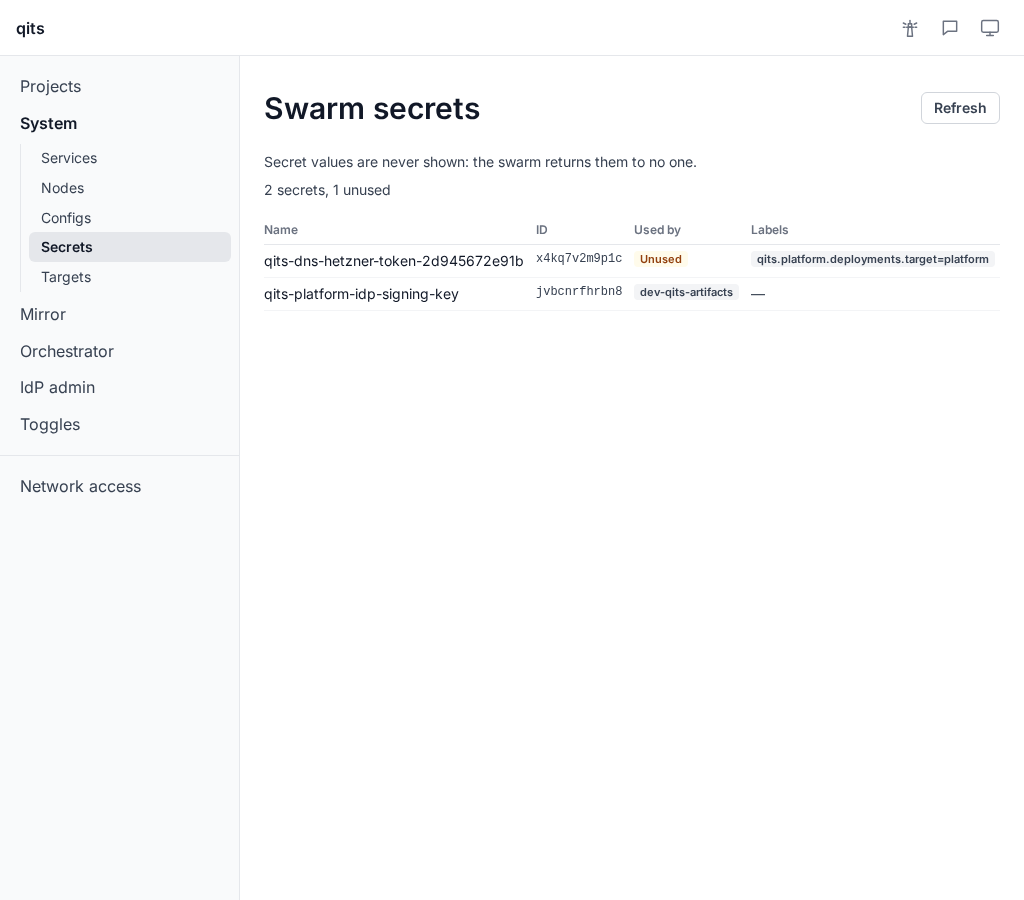 qits
Projects
System
Services
Nodes
Configs
Secrets
Targets
Mirror
Orchestrator
IdP admin
Toggles
Network access
Swarm secrets
Refresh
Secret values are never shown: the swarm returns them to no one.
2 secrets, 1 unused
Name ID Used by Labels
qits-dns-hetzner-token-2d945672e91b x4kq7v2m9p1c Unused qits.platform.deployments.target=platform
qits-platform-idp-signing-key jvbcnrfhrbn8 dev-qits-artifacts —